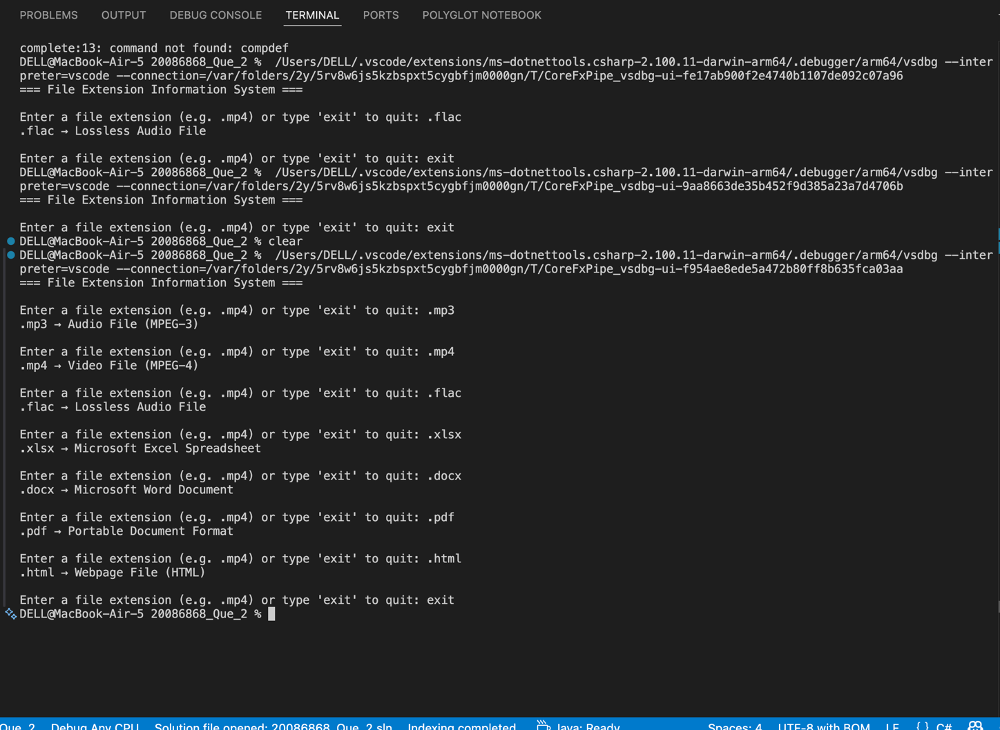 PROBLEMS OUTPUT DEBUG CONSOLE TERMINAL PORTS POLYGLOT NOTEBOOK
complete:13: command not found: compdef
DELL@MacBook-Air-5 20086868_Que_2 %  /Users/DELL/.vscode/extensions/ms-dotnettools.csharp-2.100.11-darwin-arm64/.debugger/arm64/vsdbg --inter
preter=vscode --connection=/var/folders/2y/5rv8w6js5kzbspxt5cygbfjm0000gn/T/CoreFxPipe_vsdbg-ui-fe17ab900f2e4740b1107de092c07a96
=== File Extension Information System ===
Enter a file extension (e.g. .mp4) or type 'exit' to quit: .flac
.flac → Lossless Audio File
Enter a file extension (e.g. .mp4) or type 'exit' to quit: exit
DELL@MacBook-Air-5 20086868_Que_2 %  /Users/DELL/.vscode/extensions/ms-dotnettools.csharp-2.100.11-darwin-arm64/.debugger/arm64/vsdbg --inter
preter=vscode --connection=/var/folders/2y/5rv8w6js5kzbspxt5cygbfjm0000gn/T/CoreFxPipe_vsdbg-ui-9aa8663de35b452f9d385a23a7d4706b
=== File Extension Information System ===
Enter a file extension (e.g. .mp4) or type 'exit' to quit: exit
DELL@MacBook-Air-5 20086868_Que_2 % clear
DELL@MacBook-Air-5 20086868_Que_2 %  /Users/DELL/.vscode/extensions/ms-dotnettools.csharp-2.100.11-darwin-arm64/.debugger/arm64/vsdbg --inter
preter=vscode --connection=/var/folders/2y/5rv8w6js5kzbspxt5cygbfjm0000gn/T/CoreFxPipe_vsdbg-ui-f954ae8ede5a472b80ff8b635fca03aa
=== File Extension Information System ===
Enter a file extension (e.g. .mp4) or type 'exit' to quit: .mp3
.mp3 → Audio File (MPEG-3)
Enter a file extension (e.g. .mp4) or type 'exit' to quit: .mp4
.mp4 → Video File (MPEG-4)
Enter a file extension (e.g. .mp4) or type 'exit' to quit: .flac
.flac → Lossless Audio File
Enter a file extension (e.g. .mp4) or type 'exit' to quit: .xlsx
.xlsx → Microsoft Excel Spreadsheet
Enter a file extension (e.g. .mp4) or type 'exit' to quit: .docx
.docx → Microsoft Word Document
Enter a file extension (e.g. .mp4) or type 'exit' to quit: .pdf
.pdf → Portable Document Format
Enter a file extension (e.g. .mp4) or type 'exit' to quit: .html
.html → Webpage File (HTML)
Enter a file extension (e.g. .mp4) or type 'exit' to quit: exit
DELL@MacBook-Air-5 20086868_Que_2 %
Que_2 Debug Any CPU Solution file opened: 20086868_Que_2.sln Indexing completed. Java: Ready Spaces: 4 UTF-8 with BOM LF { } C#